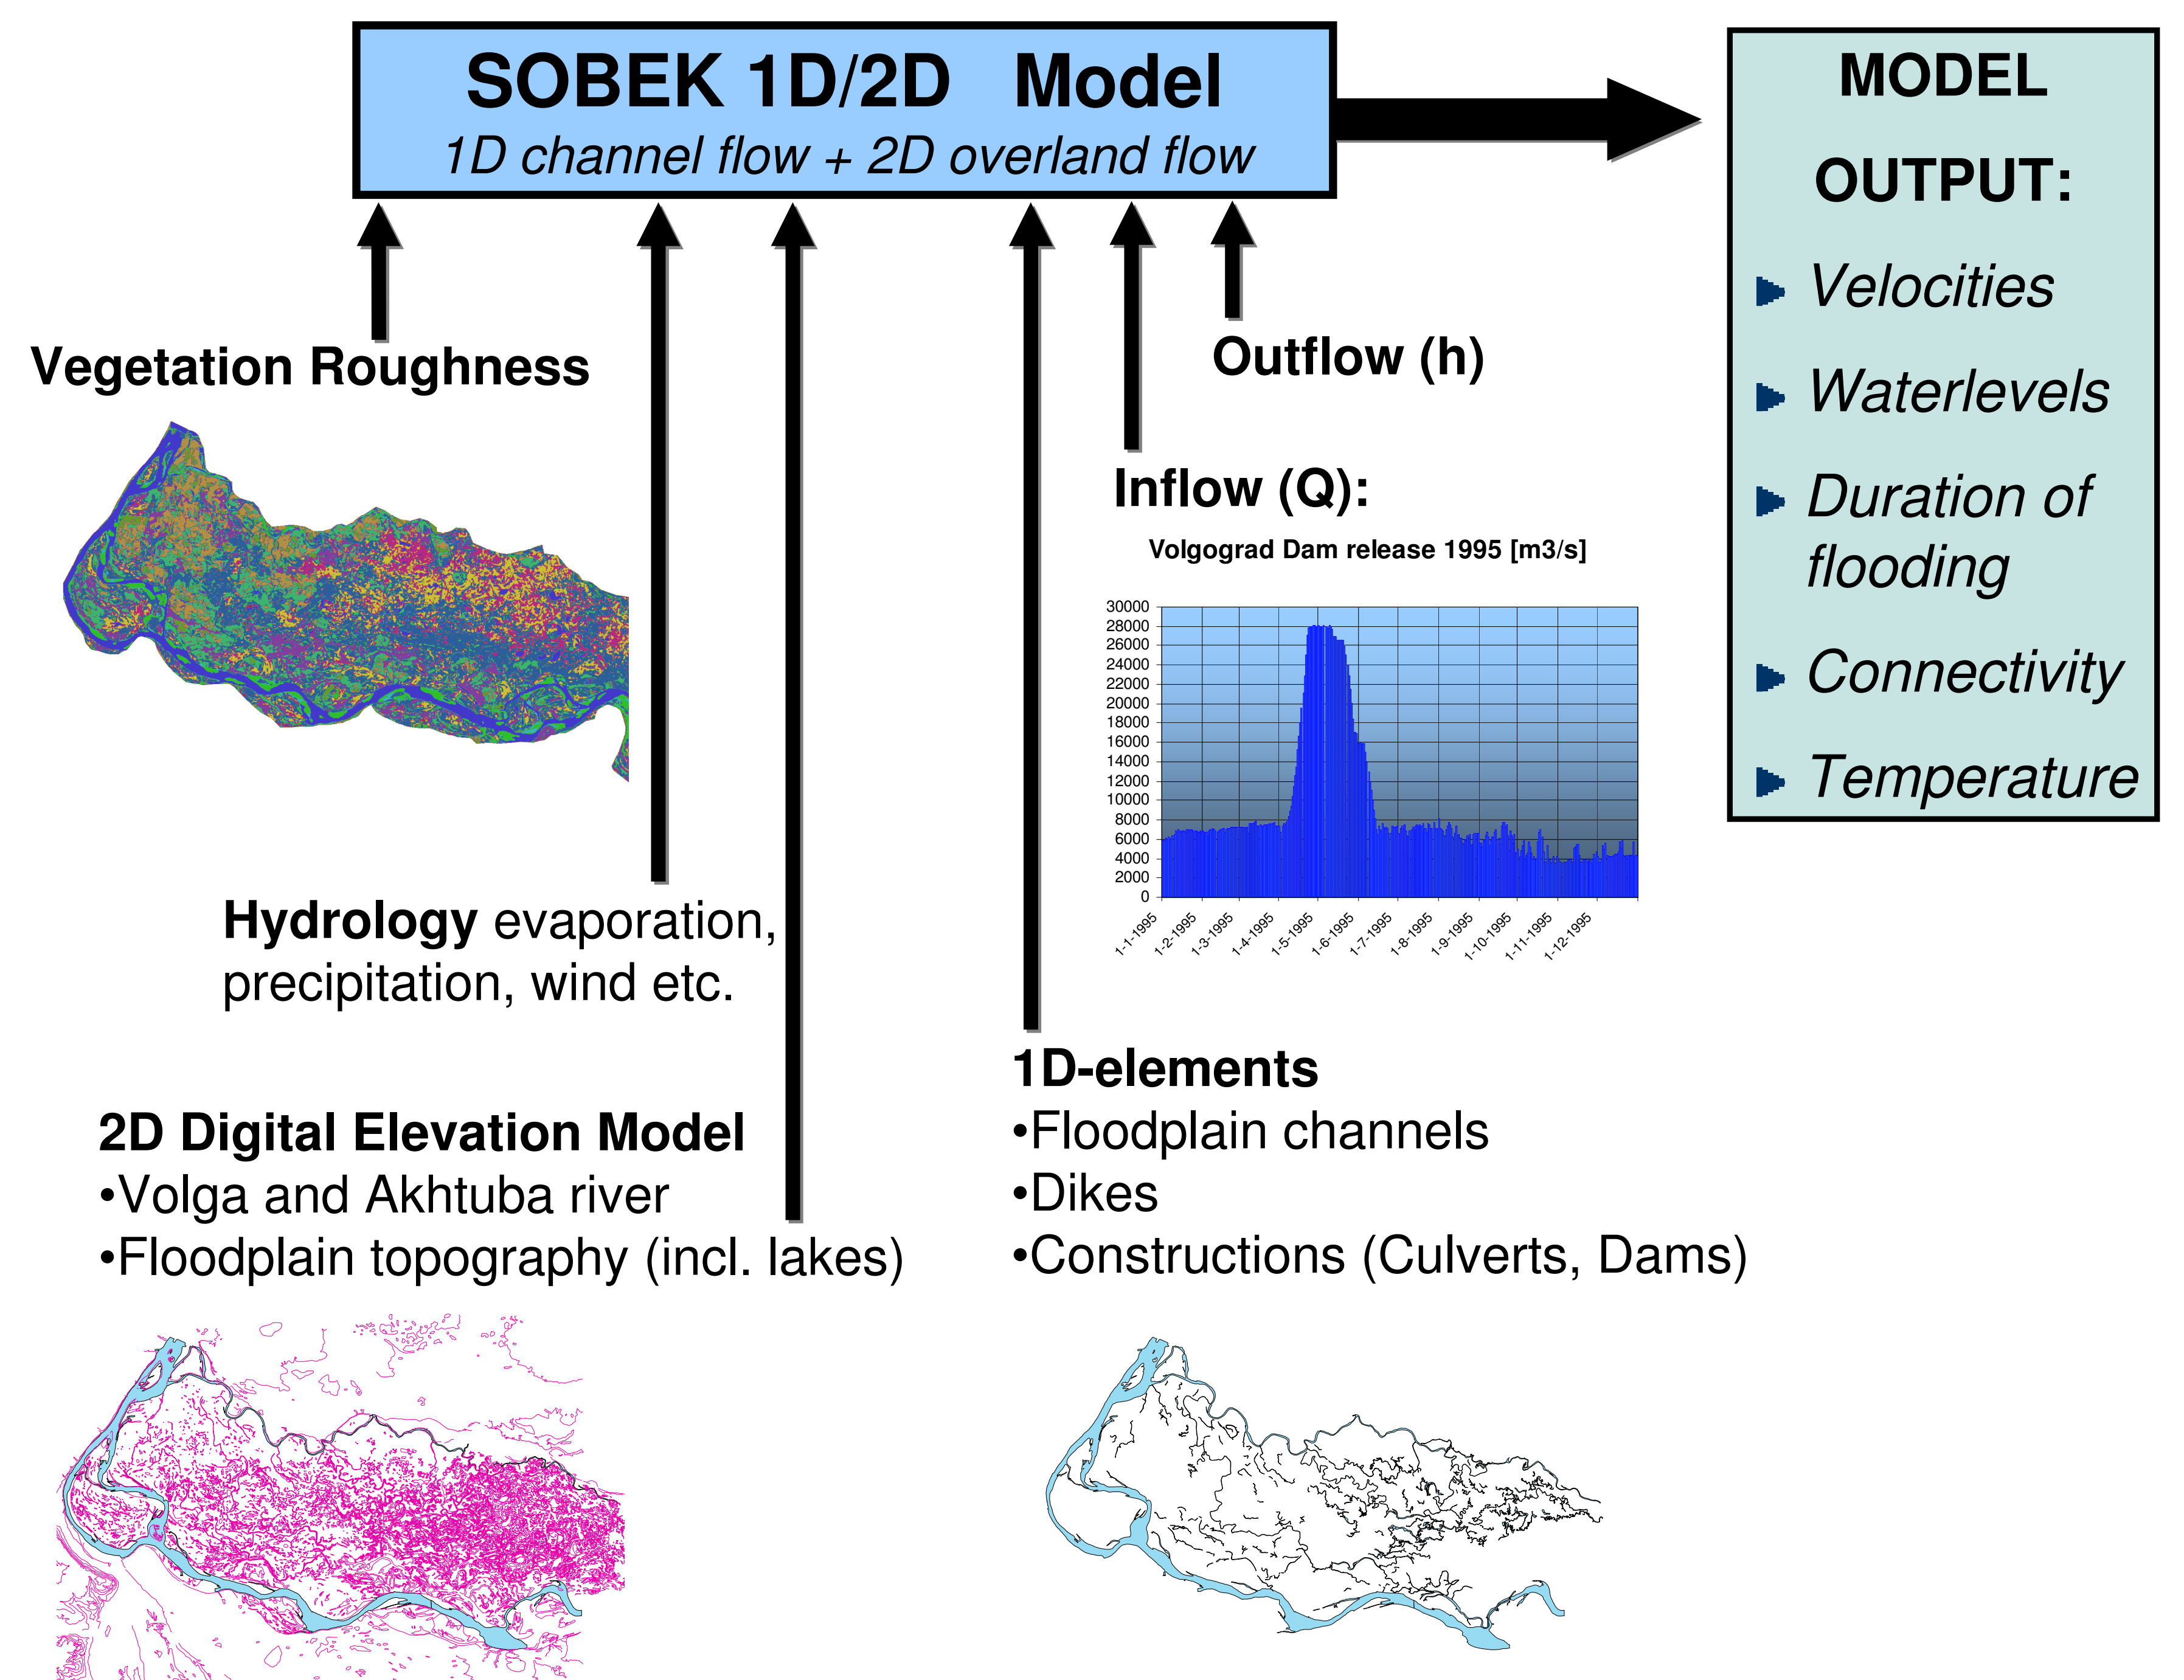 SOBEK 1D/2D Model
1D channel flow + 2D overland flow
MODEL
OUTPUT:
Velocities
Waterlevels
Duration of
flooding
Connectivity
Temperature
Vegetation Roughness
Outflow (h)
Inflow (Q):
Volgograd Dam release 1995 [m3/s]
30000
28000
26000
24000
22000
20000
18000
16000
14000
12000
10000
8000
6000
4000
2000
0
1-1-1995
1-2-1995
1-3-1995
1-4-1995
1-5-1995
1-6-1995
1-7-1995
1-8-1995
1-9-1995
1-10-1995
1-11-1995
1-12-1995
Hydrology evaporation,
precipitation, wind etc.
2D Digital Elevation Model
•Volga and Akhtuba river
•Floodplain topography (incl. lakes)
1D-elements
•Floodplain channels
•Dikes
•Constructions (Culverts, Dams)